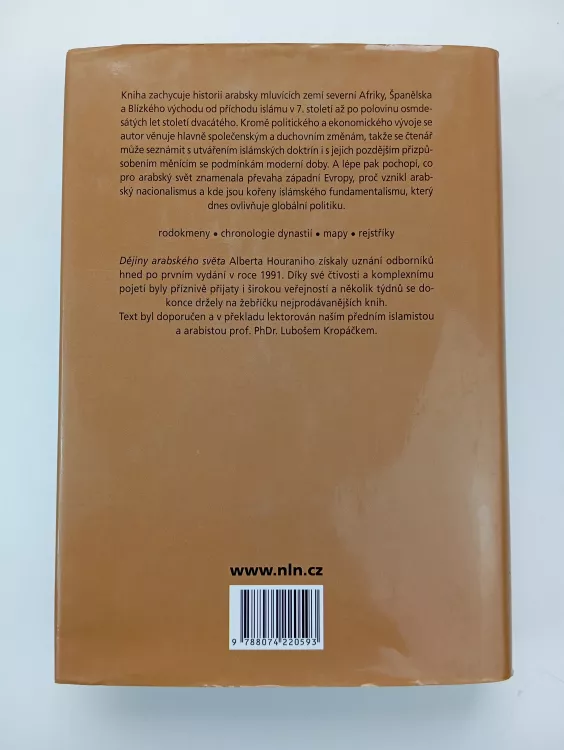 Kniha zachycuje historii arabsky mluvících zemí severní Afriky, Španělska
a Blízkého východu od příchodu islámu v 7. století až po polovinu osmde-
sátých let století dvacátého. Kromě politického a ekonomického vývoje se
autor věnuje hlavně společenským a duchovním změnám, takže se čtenář
může seznámit s utvářením islámských doktrín i s jejich pozdějším přizpů-
sobením měnícím se podmínkám moderní doby. A lépe pak pochopí, co
pro arabský svět znamenala převaha západní Evropy, proč vznikl arab-
ský nacionalismus a kde jsou kořeny islámského fundamentalismu, který
dnes ovlivňuje globální politiku.
rodokmeny • chronologie dynastií • mapy • rejstříky
Dějiny arabského světa Alberta Houraniho získaly uznání odborníků
hned po prvním vydání v roce 1991. Díky své čtivosti a komplexnímu
pojetí byly příznivě přijaty i širokou veřejností a několik týdnů se do-
konce držely na žebříčku nejprodávanějších knih.
Text byl doporučen a v překladu lektorován naším předním islamistou
a arabistou prof. PhDr. Lubošem Kropáčkem.
www.nln.cz
9 788074 220593